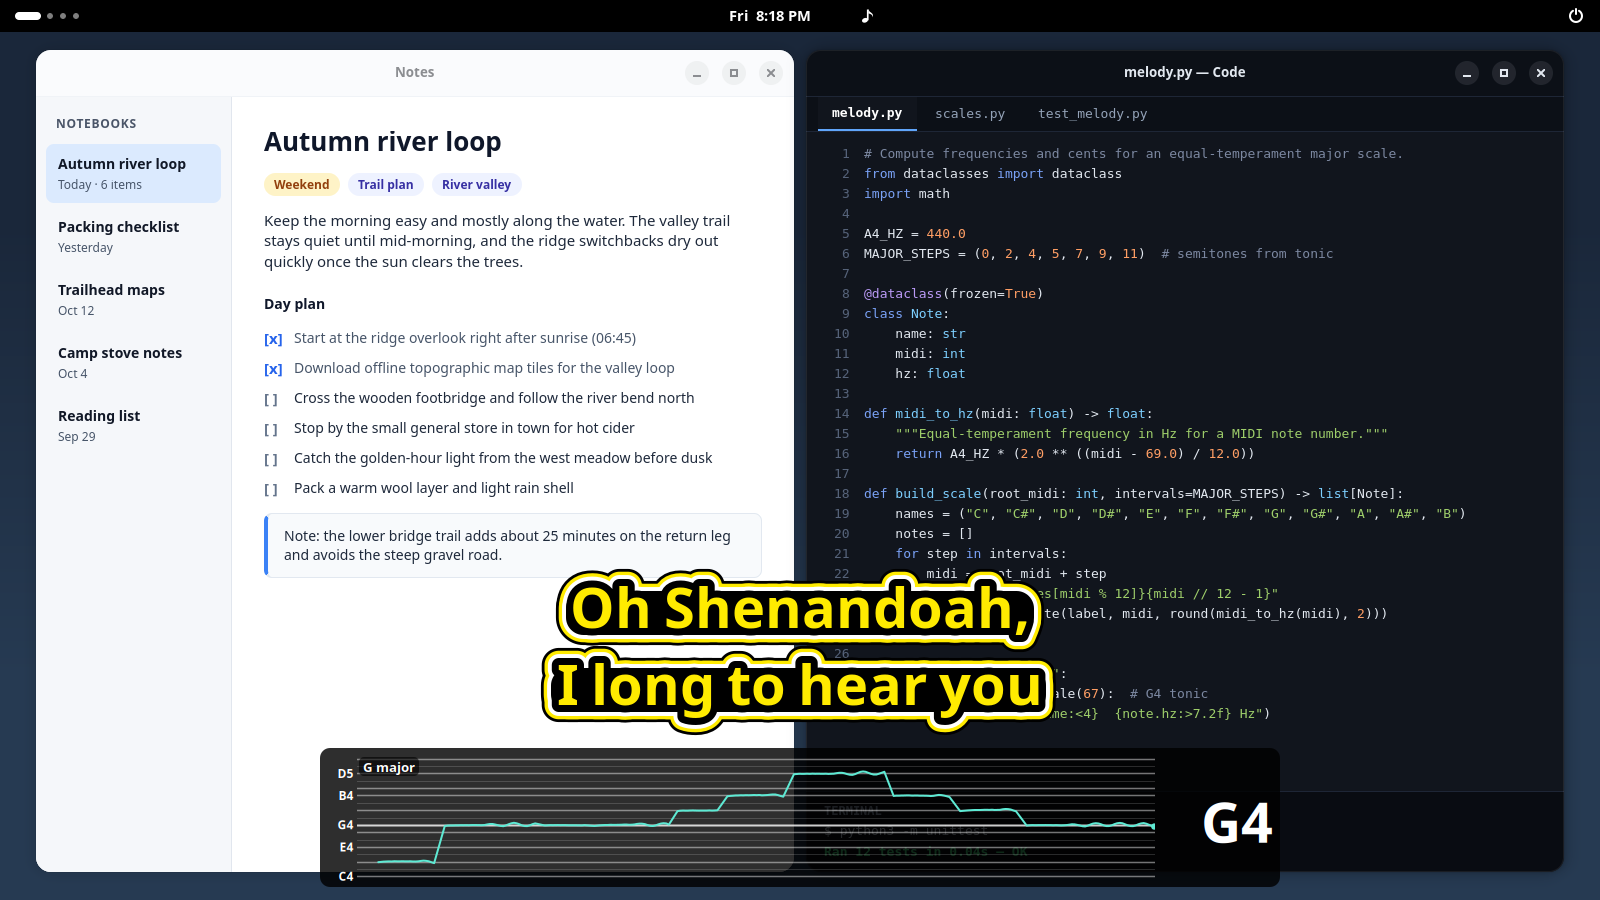 Fri 8:18 PM
Notes
NOTEBOOKS
Autumn river loop
Today · 6 items
Packing checklist
Yesterday
Trailhead maps
Oct 12
Camp stove notes
Oct 4
Reading list
Sep 29
Autumn river loop
Weekend
Trail plan
River valley
Keep the morning easy and mostly along the water. The valley trail
stays quiet until mid-morning, and the ridge switchbacks dry out
quickly once the sun clears the trees.
Day plan
[x] Start at the ridge overlook right after sunrise (06:45)
[x] Download offline topographic map tiles for the valley loop
[ ] Cross the wooden footbridge and follow the river bend north
[ ] Stop by the small general store in town for hot cider
[ ] Catch the golden-hour light from the west meadow before dusk
[ ] Pack a warm wool layer and light rain shell
Note: the lower bridge trail adds about 25 minutes on the return leg
and avoids the steep gravel road.
melody.py — Code
melody.py
scales.py
test_melody.py
1 # Compute frequencies and cents for an equal-temperament major scale.
2 from dataclasses import dataclass
3 import math
4
5 A4_HZ = 440.0
6 MAJOR_STEPS = (0, 2, 4, 5, 7, 9, 11)  # semitones from tonic
7
8 @dataclass(frozen=True)
9 class Note:
10     name: str
11     midi: int
12     hz: float
13
14 def midi_to_hz(midi: float) -> float:
15     """Equal-temperament frequency in Hz for a MIDI note number."""
16     return A4_HZ * (2.0 ** ((midi - 69.0) / 12.0))
17
18 def build_scale(root_midi: int, intervals=MAJOR_STEPS) -> list[Note]:
19     names = ("C", "C#", "D", "D#", "E", "F", "F#", "G", "G#", "A", "A#", "B")
20     notes = []
21     for step in intervals:
22         midi = root_midi + step
[midi % 12]}{midi // 12 - 1}"
(label, midi, round(midi_to_hz(midi), 2)))
26
":
(67):  # G4 tonic
:<4}  {note.hz:>7.2f} Hz")
TERMINAL
$ python3 -m unittest
Ran 12 tests in 0.04s — OK
Oh Shenandoah,
I long to hear you
G major
D5
B4
G4
E4
C4
G4